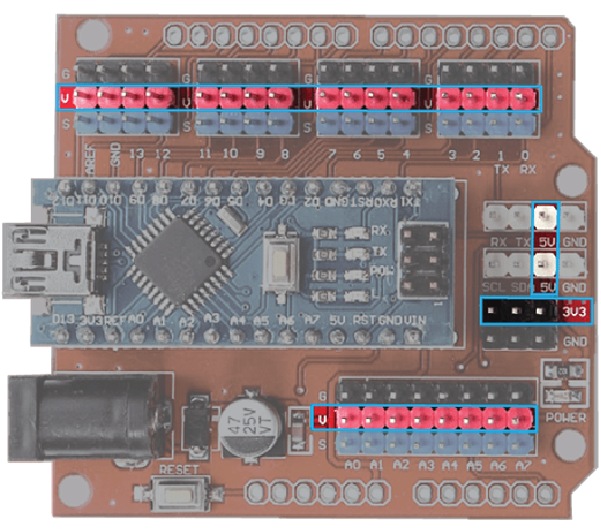 G G G G
V V V V
S S S S
AREF GND 13 12 11 10 9 8 7 6 5 4 3 2 1 0
TX RX
D12 D11 D10 D9 D8 D7 D6 D5 D4 D3 D2 GND RST RX0 TX1
RX
TX
POW
RX TX 5V GND
SCL SDA 5V
3V3
GND
D13 3V3 REF A0 A1 A2 A3 A4 A5 A6 A7 5V RST GND VIN
G
V
S
A0 A1 A2 A3 A4 A5 A6 A7
47
25V
VT
POWER
RESET